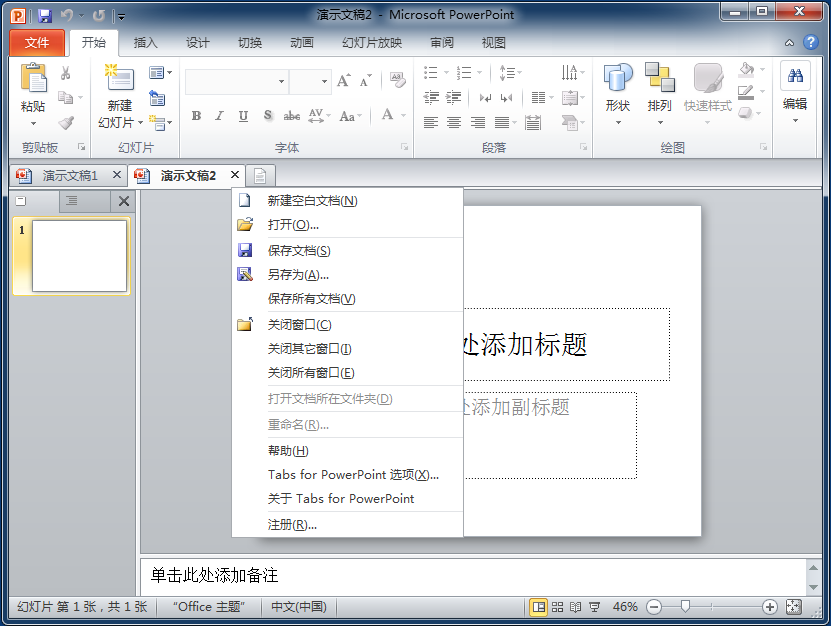 演示文稿2 - Microsoft PowerPoint
文件 开始 插入 设计 切换 动画 幻灯片放映 审阅 视图
粘贴 新建 幻灯片 形状 排列 快速样式 编辑
B I U S abc AV Aa A
剪贴板 幻灯片 字体 段落 绘图
演示文稿1 演示文稿2
1
新建空白文档(N)
打开(O)...
保存文档(S)
另存为(A)...
保存所有文档(V)
关闭窗口(C)
关闭其它窗口(I)
关闭所有窗口(E)
打开文档所在文件夹(D)
重命名(R)...
帮助(H)
Tabs for PowerPoint 选项(X)...
关于 Tabs for PowerPoint
注册(R)...
处添加标题
处添加副标题
单击此处添加备注
幻灯片 第 1 张，共 1 张 “Office 主题” 中文(中国) 46%